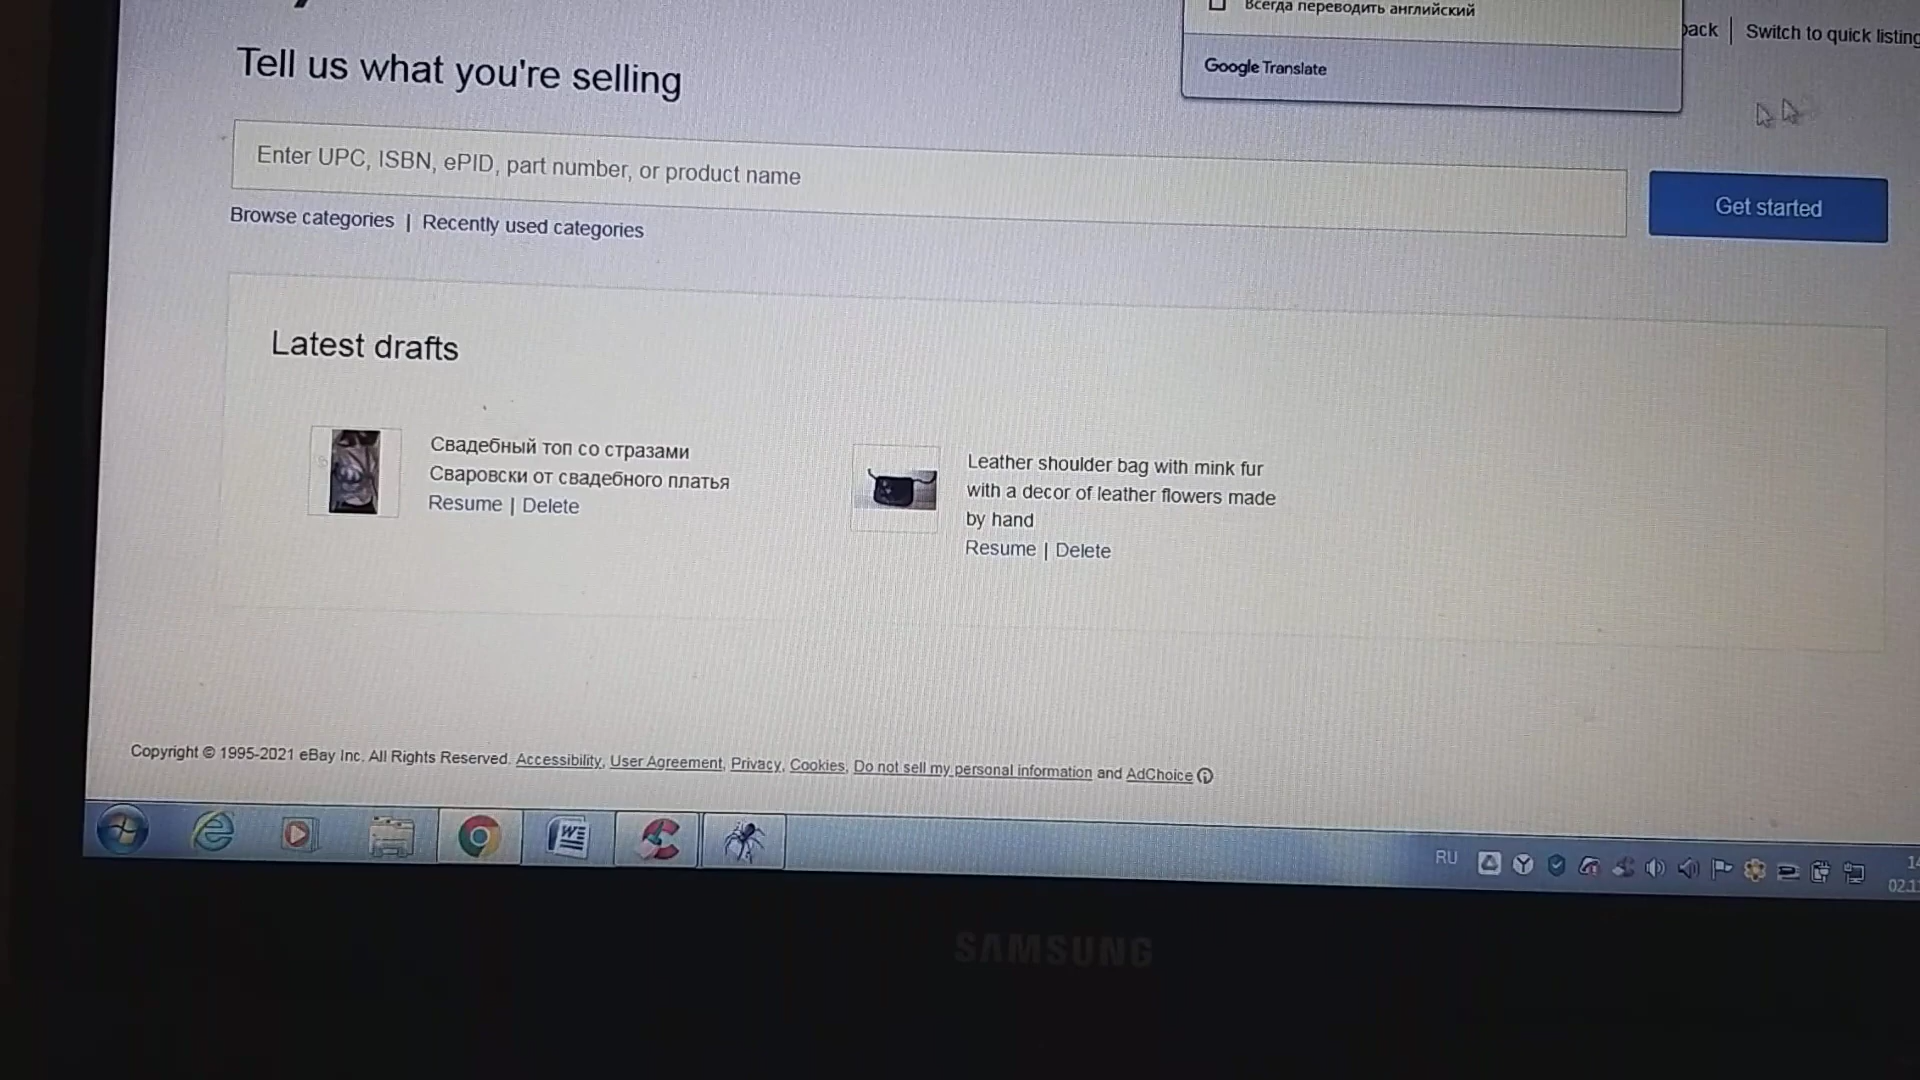 Всегда переводить английский
Google Translate
Switch to quick listing
Tell us what you're selling
Enter UPC, ISBN, ePID, part number, or product name
Get started
Browse categories | Recently used categories
Latest drafts
Свадебный топ со стразами
Сваровски от свадебного платья
Resume | Delete
Leather shoulder bag with mink fur
with a decor of leather flowers made
by hand
Resume | Delete
Copyright © 1995-2021 eBay Inc. All Rights Reserved. Accessibility, User Agreement, Privacy, Cookies, Do not sell my personal information and AdChoice
RU
SAMSUNG